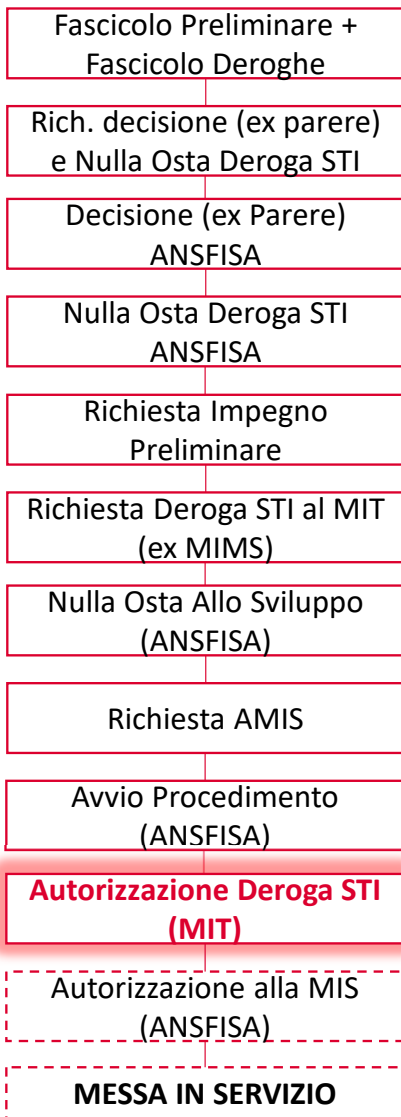 Fascicolo Preliminare +
Fascicolo Deroghe
Rich. decisione (ex parere)
e Nulla Osta Deroga STI
Decisione (ex Parere)
ANSFISA
Nulla Osta Deroga STI
ANSFISA
Richiesta Impegno
Preliminare
Richiesta Deroga STI al MIT
(ex MIMS)
Nulla Osta Allo Sviluppo
(ANSFISA)
Richiesta AMIS
Avvio Procedimento
(ANSFISA)
Autorizzazione Deroga STI
(MIT)
Autorizzazione alla MIS
(ANSFISA)
MESSA IN SERVIZIO